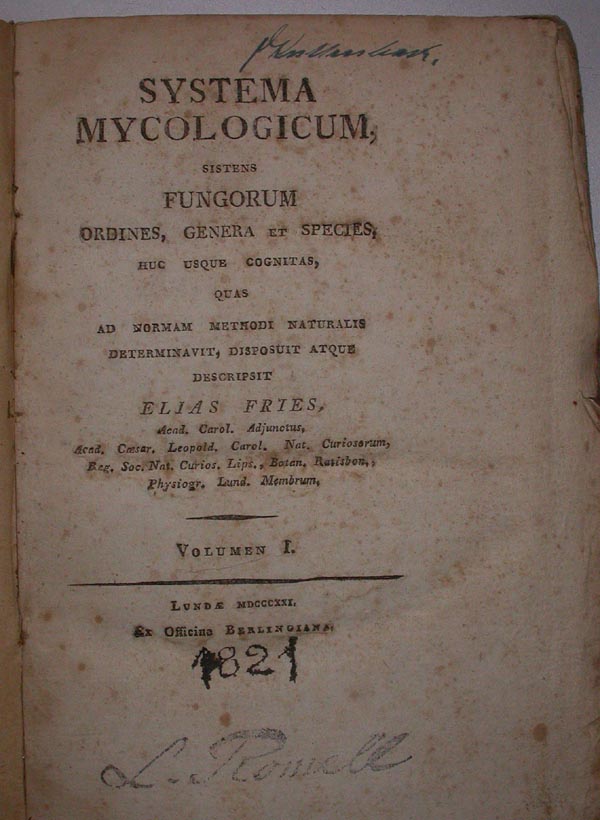 SYSTEMA
MYCOLOGICUM,
SISTENS
FUNGORUM
ORDINES, GENERA ET SPECIES,
HUC USQUE COGNITAS,
QUAS
AD NORMAM METHODI NATURALIS
DETERMINAVIT, DISPOSUIT ATQUE
DESCRIPSIT
ELIAS FRIES,
Acad. Carol. Adjunctus,
Acad. Cæsar. Leopold. Carol. Nat. Curiosorum,
Reg. Soc. Nat. Curios. Lips., Botan. Ratisbon.,
Physiogr. Lund. Membrum.
VOLUMEN I.
LUNDÆ MDCCCXXI.
Ex Officina BERLINGIANA.
1821
L. Romell